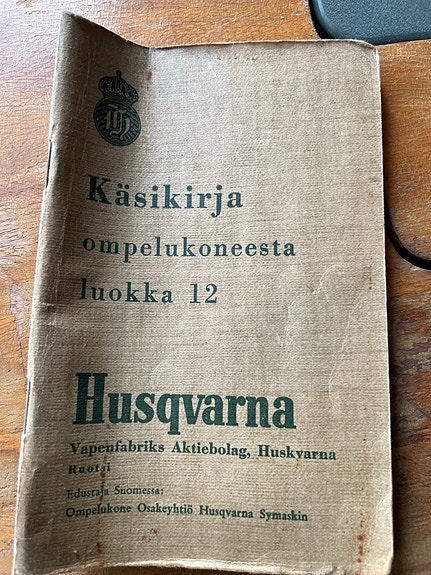 Käsikirja
ompelukoneesta
luokka 12
Husqvarna
Vapenfabriks Aktiebolag, Huskvarna
Ruotsi
Edustaja Suomessa:
Ompelukone Osakeyhtiö Husqvarna Symaskin